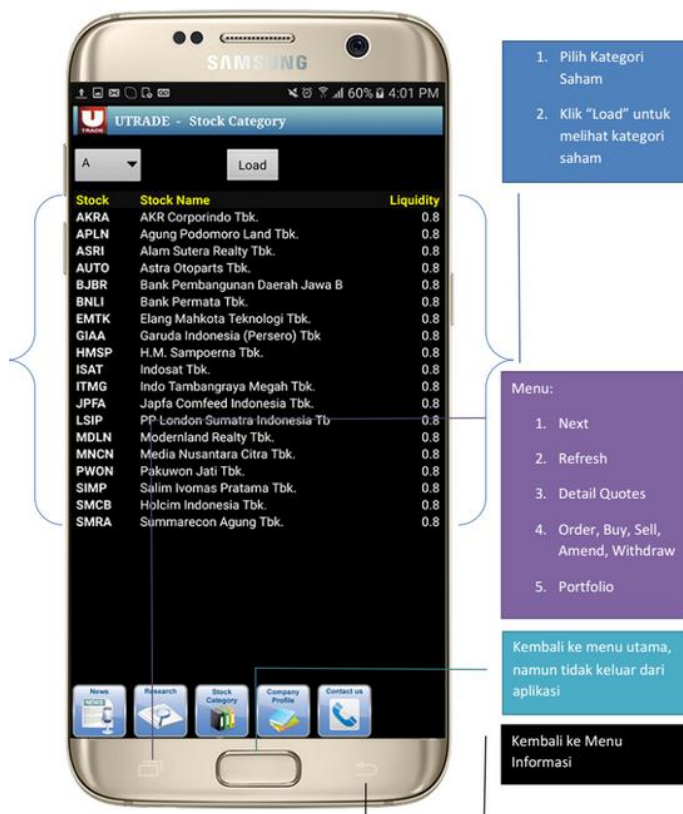 SAMSUNG
60% 4:01 PM
U
TRADE
UTRADE - Stock Category
A
Load
Stock Stock Name Liquidity
AKRA AKR Corporindo Tbk. 0.8
APLN Agung Podomoro Land Tbk. 0.8
ASRI Alam Sutera Realty Tbk. 0.8
AUTO Astra Otoparts Tbk. 0.8
BJBR Bank Pembangunan Daerah Jawa B 0.8
BNLI Bank Permata Tbk. 0.8
EMTK Elang Mahkota Teknologi Tbk. 0.8
GIAA Garuda Indonesia (Persero) Tbk 0.8
HMSP H.M. Sampoerna Tbk. 0.8
ISAT Indosat Tbk. 0.8
ITMG Indo Tambangraya Megah Tbk. 0.8
JPFA Japfa Comfeed Indonesia Tbk. 0.8
LSIP PP London Sumatra Indonesia Tb 0.8
MDLN Modernland Realty Tbk. 0.8
MNCN Media Nusantara Citra Tbk. 0.8
PWON Pakuwon Jati Tbk. 0.8
SIMP Salim Ivomas Pratama Tbk. 0.8
SMCB Holcim Indonesia Tbk. 0.8
SMRA Summarecon Agung Tbk. 0.8
News
NEWS
Research
Stock
Category
Company
Profile
Contact us
1. Pilih Kategori
Saham
2. Klik “Load” untuk
melihat kategori
saham
Menu:
1. Next
2. Refresh
3. Detail Quotes
4. Order, Buy, Sell,
Amend, Withdraw
5. Portfolio
Kembali ke menu utama,
namun tidak keluar dari
aplikasi
Kembali ke Menu
Informasi